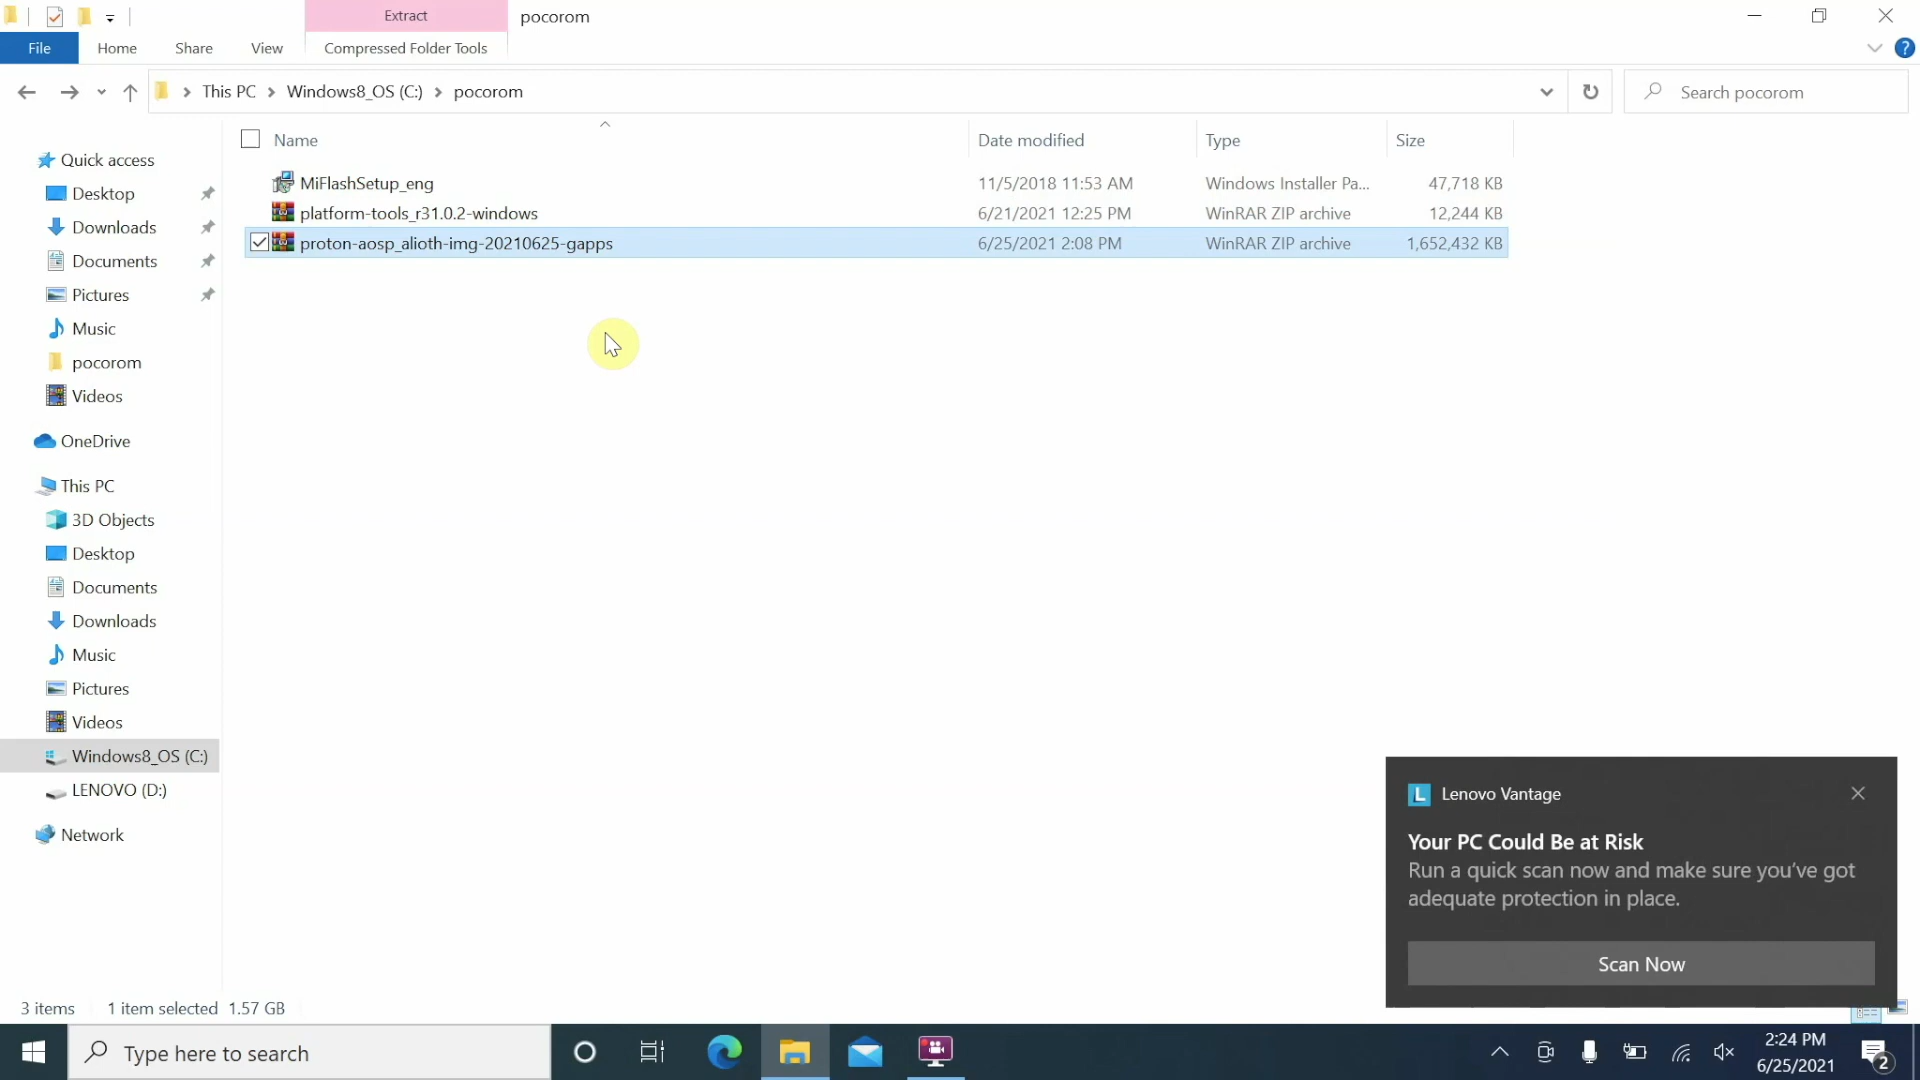 Extract
pocorom
File
Home
Share
View
Compressed Folder Tools
This PC
Windows8_OS (C:)
pocorom
Search pocorom
Name
Date modified
Type
Size
MiFlashSetup_eng
11/5/2018 11:53 AM
Windows Installer Pa...
47,718 KB
platform-tools_r31.0.2-windows
6/21/2021 12:25 PM
WinRAR ZIP archive
12,244 KB
proton-aosp_alioth-img-20210625-gapps
6/25/2021 2:08 PM
WinRAR ZIP archive
1,652,432 KB
Quick access
Desktop
Downloads
Documents
Pictures
Music
pocorom
Videos
OneDrive
This PC
3D Objects
Desktop
Documents
Downloads
Music
Pictures
Videos
Windows8_OS (C:)
LENOVO (D:)
Network
L
Lenovo Vantage
Your PC Could Be at Risk
Run a quick scan now and make sure you've got
adequate protection in place.
Scan Now
3 items
1 item selected
1.57 GB
Type here to search
2:24 PM
6/25/2021
2